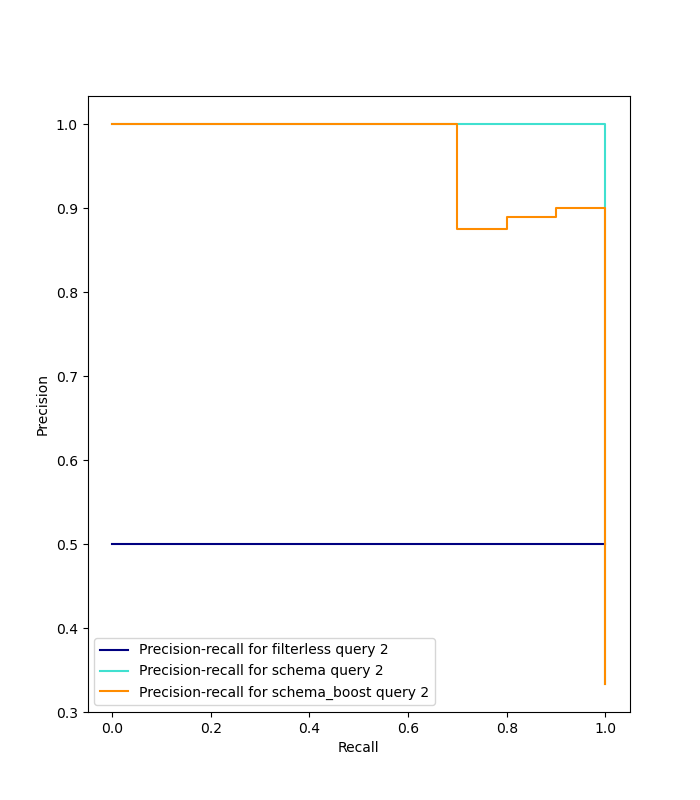 1.0
0.9
0.8
0.7
0.6
0.5
0.4
0.3
Precision
Precision-recall for filterless query 2
Precision-recall for schema query 2
Precision-recall for schema_boost query 2
0.0 0.2 0.4 0.6 0.8 1.0
Recall